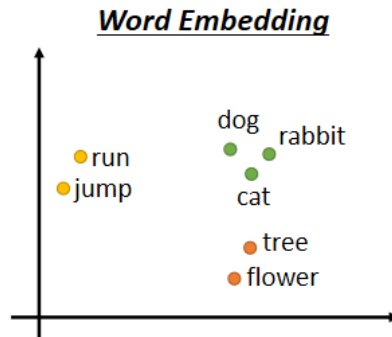 Word Embedding
dog
rabbit
run
jump
cat
tree
flower